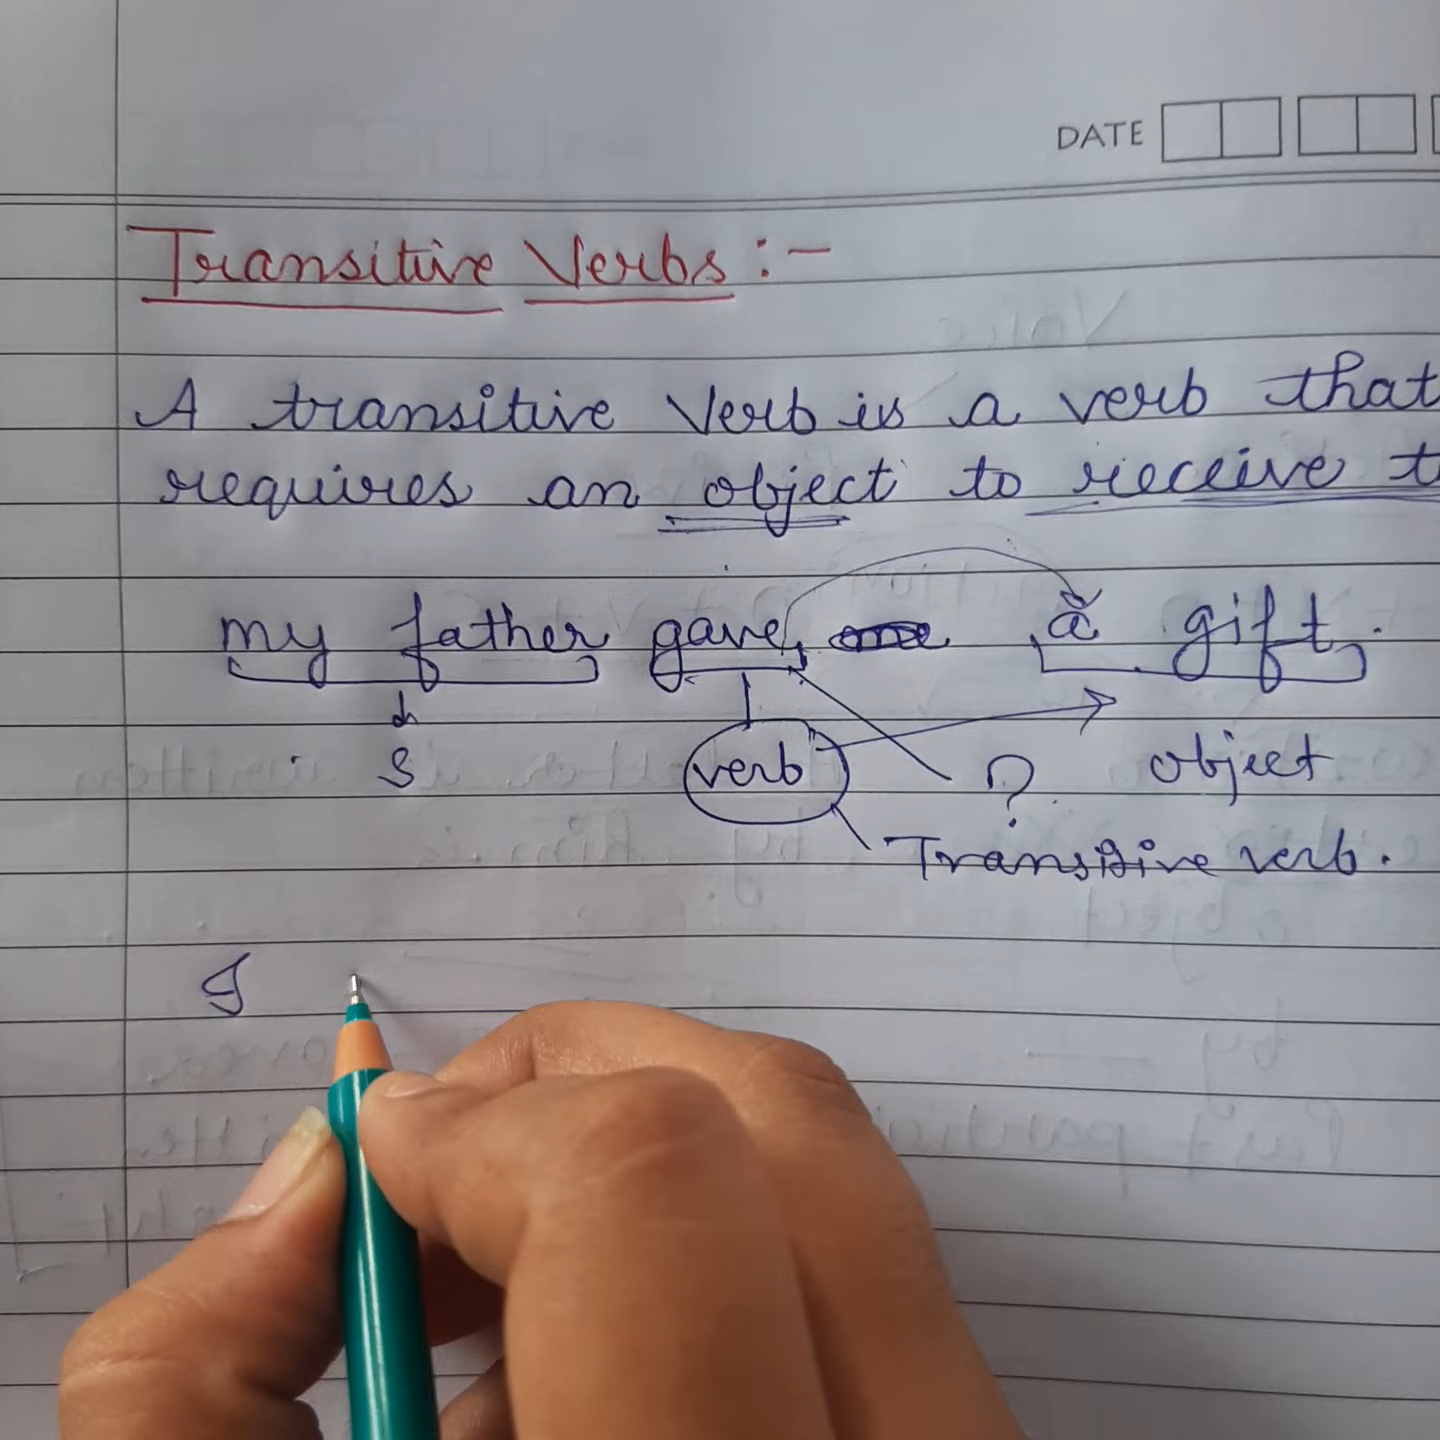 DATE
Transitive Verbs :-
A transitive Verb is a verb that
requires an object to receive t
my father gave a gift.
S
verb
?
object
Transitive verb.
I